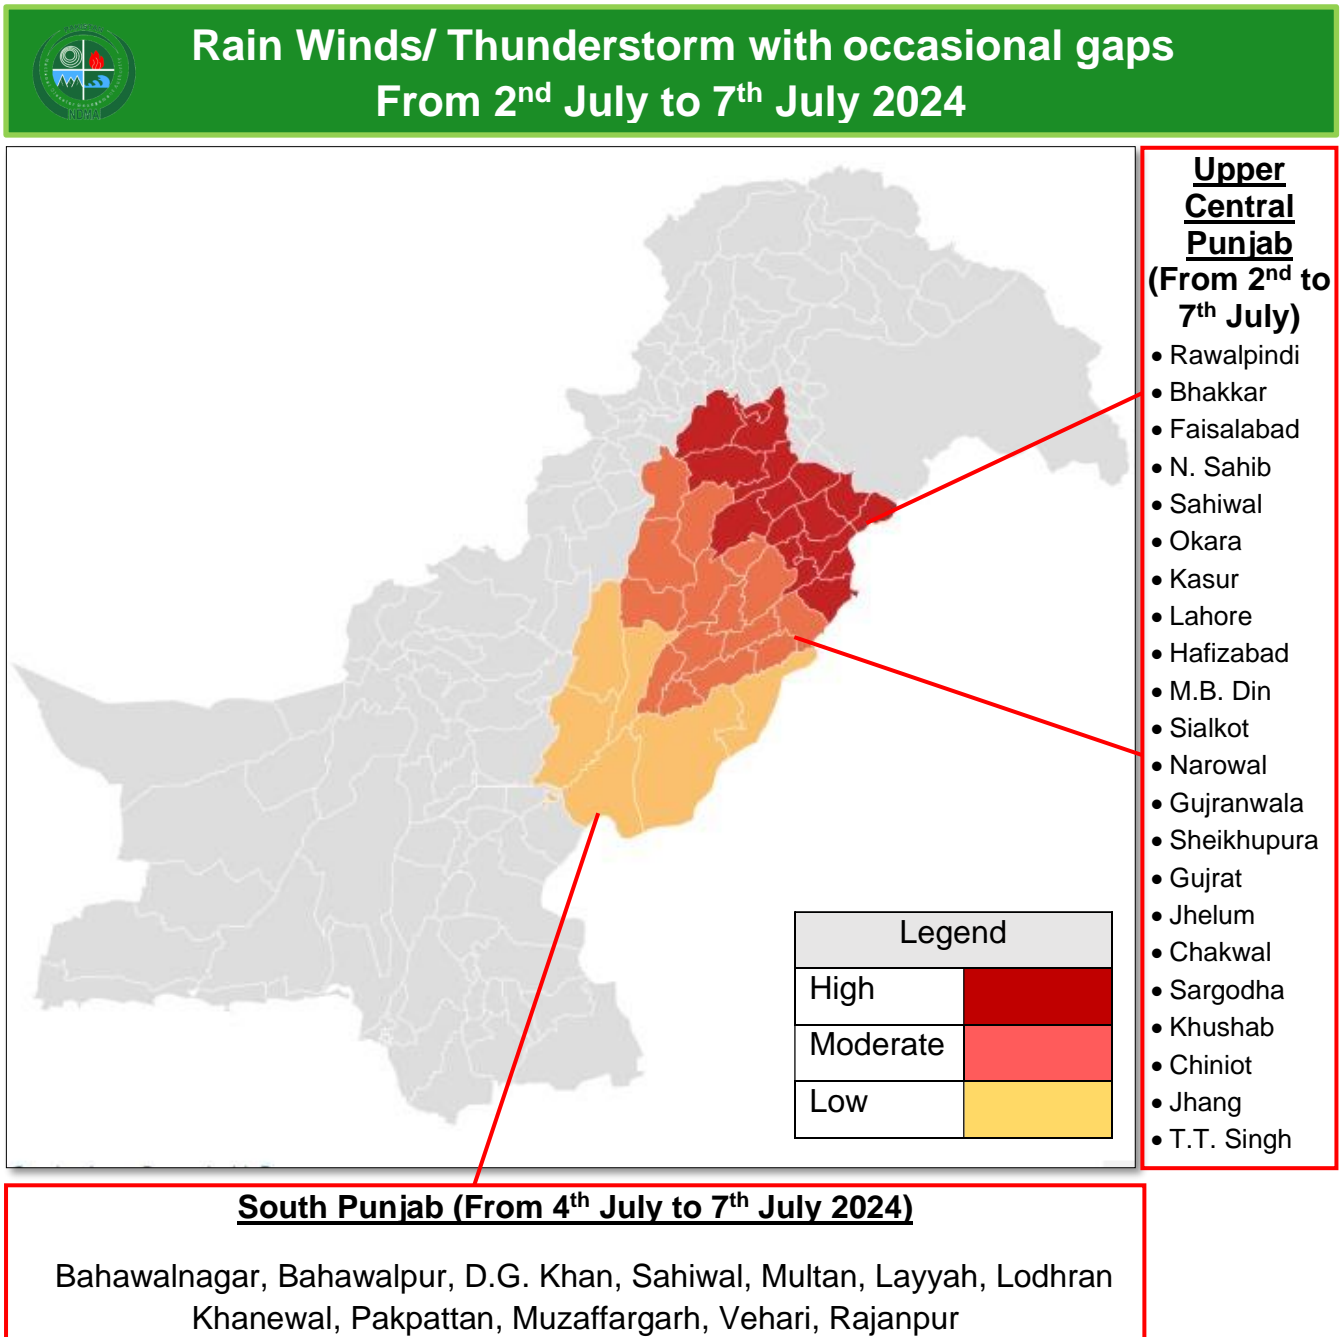 Rain Winds/ Thunderstorm with occasional gaps
From 2nd July to 7th July 2024
NDMA
Upper
Central
Punjab
(From 2nd to
7th July)
• Rawalpindi
• Bhakkar
• Faisalabad
• N. Sahib
• Sahiwal
• Okara
• Kasur
• Lahore
• Hafizabad
• M.B. Din
• Sialkot
• Narowal
• Gujranwala
• Sheikhupura
• Gujrat
• Jhelum
• Chakwal
• Sargodha
• Khushab
• Chiniot
• Jhang
• T.T. Singh
Legend
High
Moderate
Low
South Punjab (From 4th July to 7th July 2024)
Bahawalnagar, Bahawalpur, D.G. Khan, Sahiwal, Multan, Layyah, Lodhran
Khanewal, Pakpattan, Muzaffargarh, Vehari, Rajanpur